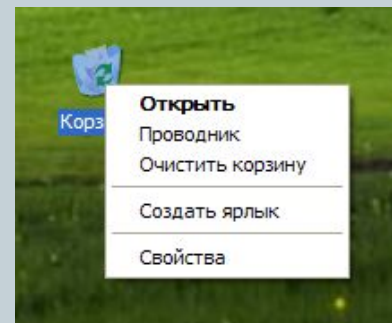 Корз
Открыть
Проводник
Очистить корзину
Создать ярлык
Свойства